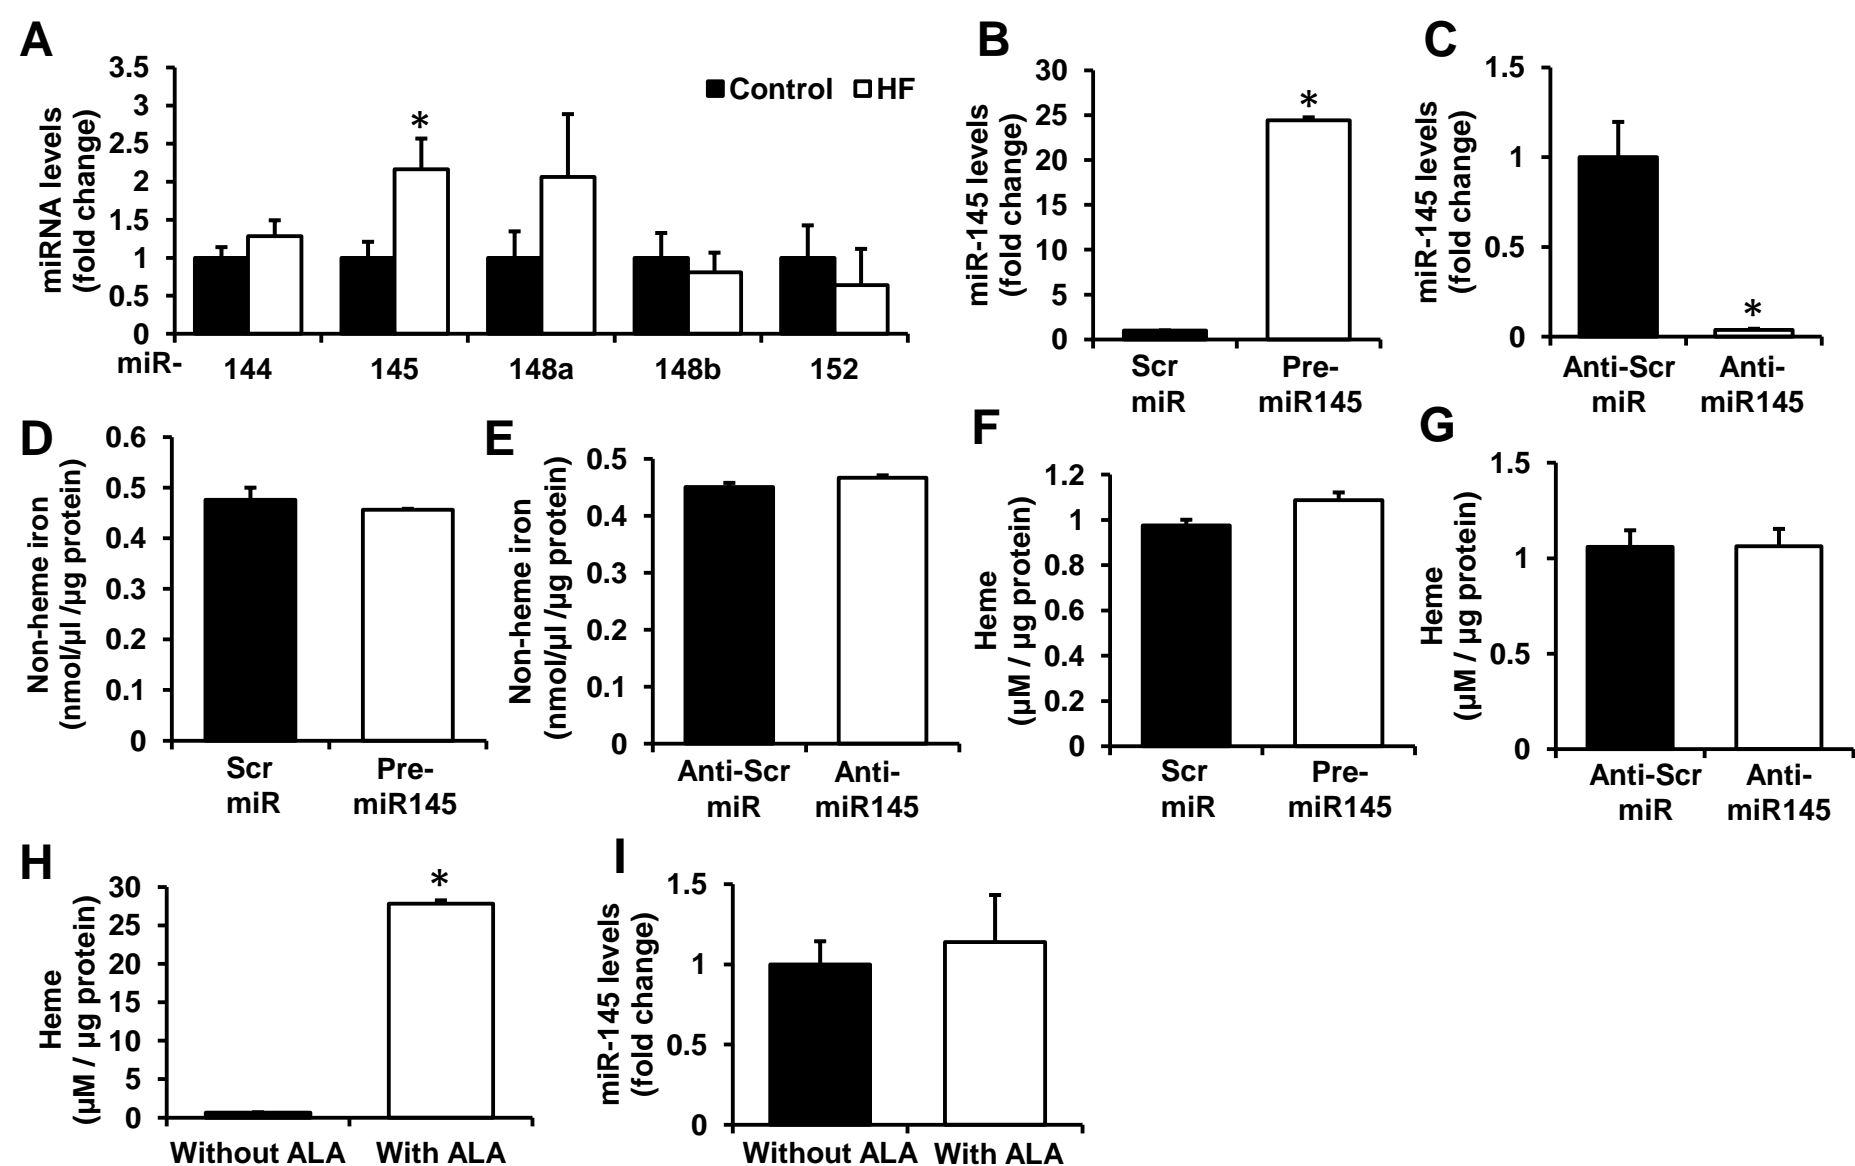 A
miRNA levels
(fold change)
3.5
3
2.5
2
1.5
1
0.5
0
Control HF
*
miR- 144 145 148a 148b 152
B
miR-145 levels
(fold change)
30
25
20
15
10
5
0
*
Scr Pre-
miR miR145
C
miR-145 levels
(fold change)
1.5
1
0.5
0
*
Anti-Scr Anti-
miR miR145
D
Non-heme iron
(nmol/µl /µg protein)
0.6
0.5
0.4
0.3
0.2
0.1
0
Scr Pre-
miR miR145
E
Non-heme iron
(nmol/µl /µg protein)
0.5
0.4
0.3
0.2
0.1
0
Anti-Scr Anti-
miR miR145
F
Heme
(µM / µg protein)
1.2
1
0.8
0.6
0.4
0.2
0
Scr Pre-
miR miR145
G
Heme
(µM / µg protein)
1.5
1
0.5
0
Anti-Scr Anti-
miR miR145
H
Heme
(µM / µg protein)
30
25
20
15
10
5
0
*
Without ALA With ALA
I
miR-145 levels
(fold change)
1.5
1
0.5
0
Without ALA With ALA